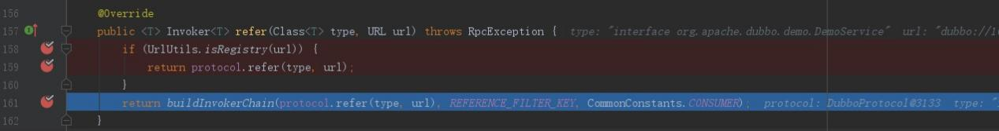 156 @Override
157 public <T> Invoker<T> refer(Class<T> type, URL url) throws RpcException { type: "interface org.apache.dubbo.demo.DemoService" url: "dubbo://
158 if (UrlUtils.isRegistry(url)) {
159 return protocol.refer(type, url);
160 }
161 return buildInvokerChain(protocol.refer(type, url), REFERENCE_FILTER_KEY, CommonConstants.CONSUMER); protocol: DubboProtocol@3133 type: "
162 }